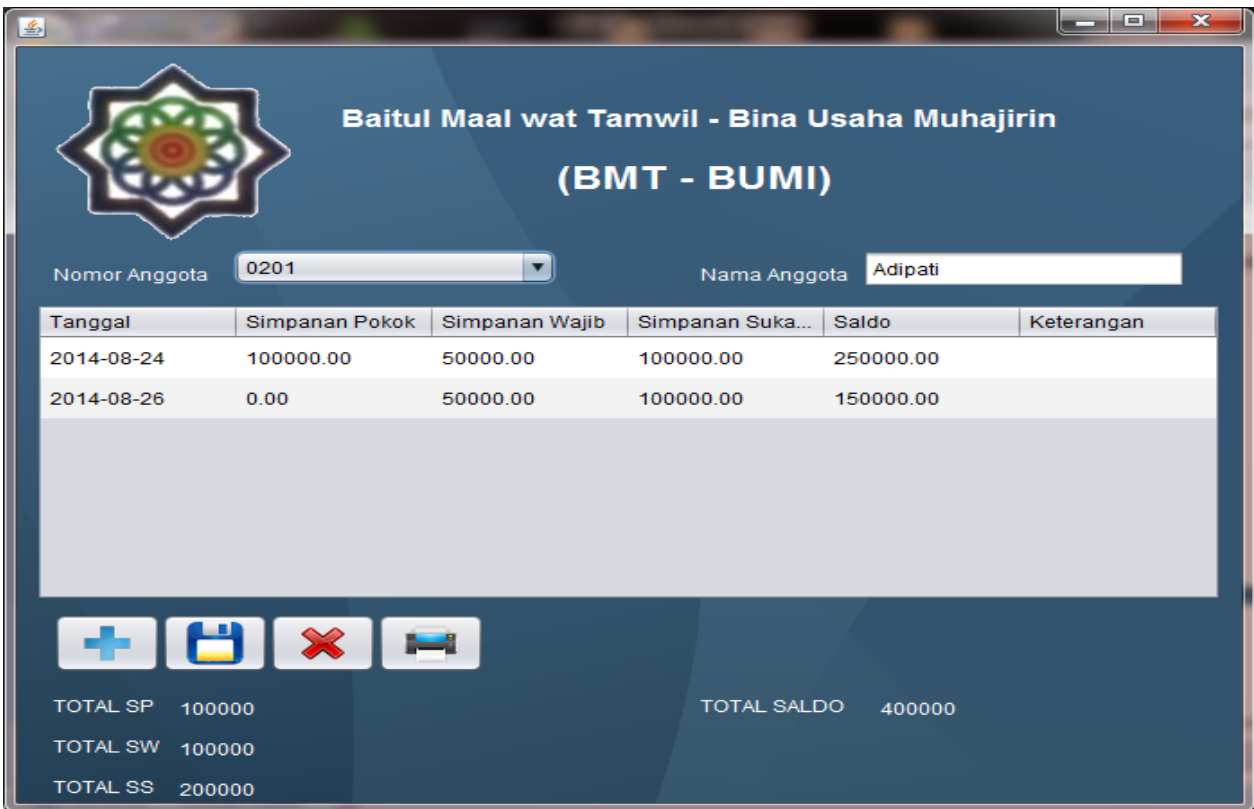 Baitul Maal wat Tamwil - Bina Usaha Muhajirin
(BMT - BUMI)
Nomor Anggota 0201 Nama Anggota Adipati
Tanggal Simpanan Pokok Simpanan Wajib Simpanan Suka... Saldo Keterangan
2014-08-24 100000.00 50000.00 100000.00 250000.00
2014-08-26 0.00 50000.00 100000.00 150000.00
TOTAL SP 100000 TOTAL SALDO 400000
TOTAL SW 100000
TOTAL SS 200000